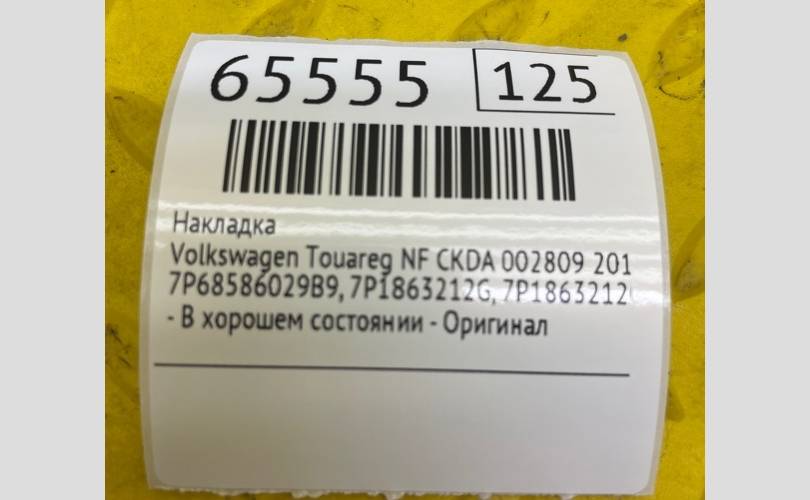 65555 125
Накладка
Volkswagen Touareg NF CKDA 002809 201
7P68586029B9, 7P1863212G, 7P1863212
- В хорошем состоянии - Оригинал